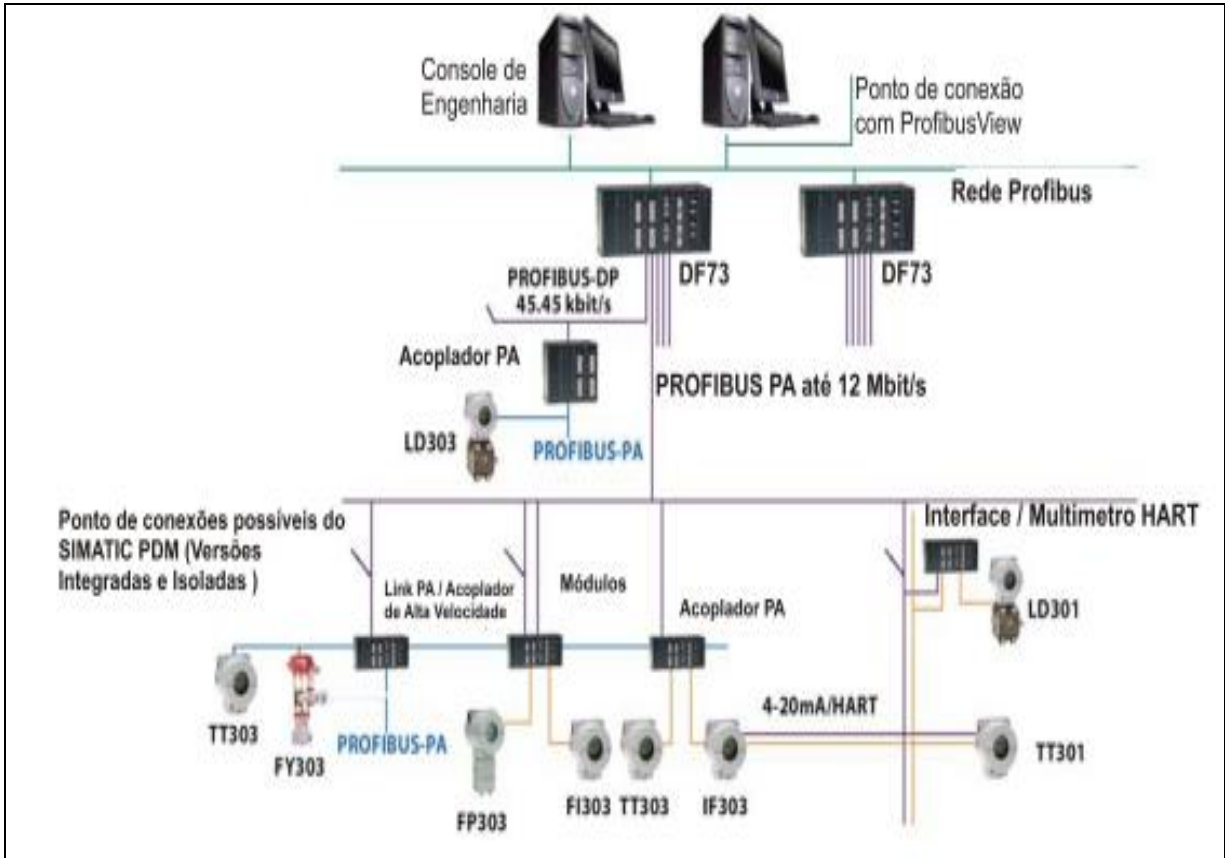 Console de
Engenharia
Ponto de conexão
com ProfibusView
Rede Profibus
DF73
DF73
PROFIBUS-DP
45.45 kbit/s
Acoplador PA
PROFIBUS PA até 12 Mbit/s
LD303
PROFIBUS-PA
Ponto de conexões possíveis do
SIMATIC PDM (Versões
Integradas e Isoladas )
Interface / Multimetro HART
Link PA / Acoplador
de Alta Velocidade
Módulos
Acoplador PA
LD301
4-20mA/HART
TT303
FY303
PROFIBUS-PA
FP303
FI303
TT303
IF303
TT301